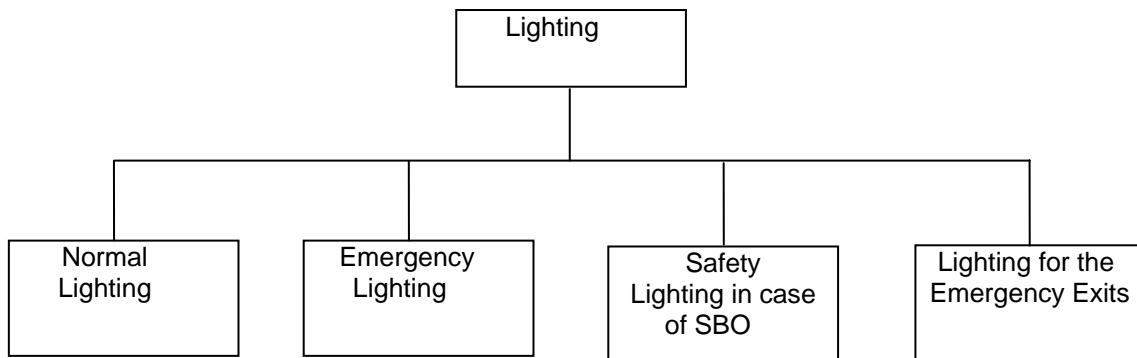 Lighting
Normal
Lighting
Emergency
Lighting
Safety
Lighting in case
of SBO
Lighting for the
Emergency Exits